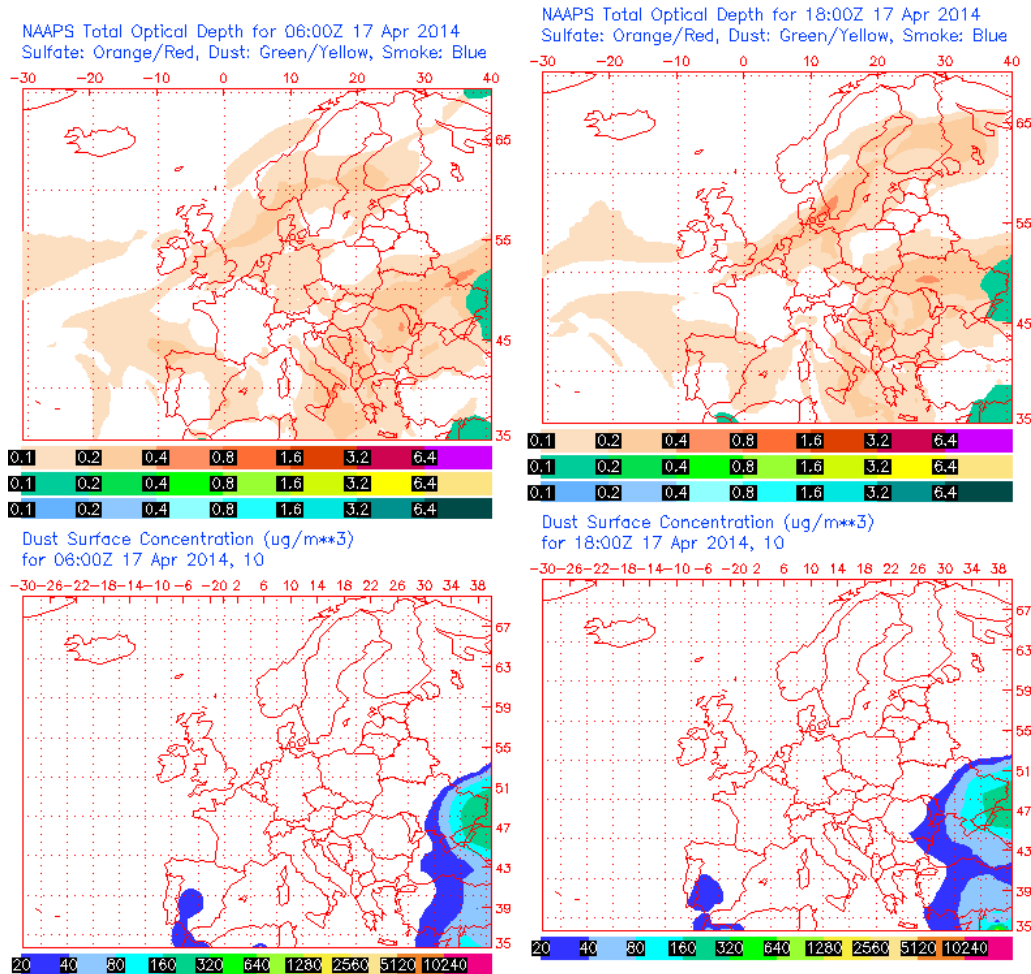 NAAPS Total Optical Depth for 06:00Z 17 Apr 2014
Sulfate: Orange/Red, Dust: Green/Yellow, Smoke: Blue
-30 -20 -10 0 10 20 30 40
65
55
45
35
0.1 0.2 0.4 0.8 1.6 3.2 6.4
0.1 0.2 0.4 0.8 1.6 3.2 6.4
0.1 0.2 0.4 0.8 1.6 3.2 6.4
NAAPS Total Optical Depth for 18:00Z 17 Apr 2014
Sulfate: Orange/Red, Dust: Green/Yellow, Smoke: Blue
-30 -20 -10 0 10 20 30 40
65
55
45
35
0.1 0.2 0.4 0.8 1.6 3.2 6.4
0.1 0.2 0.4 0.8 1.6 3.2 6.4
0.1 0.2 0.4 0.8 1.6 3.2 6.4
Dust Surface Concentration (ug/m**3)
for 06:00Z 17 Apr 2014, 10
-30-26-22-18-14-10 -6 -2 2 6 10 14 18 22 26 30 34 38
67
63
59
55
51
47
43
39
35
20 40 80 160 320 640 1280 2560 5120 10240
Dust Surface Concentration (ug/m**3)
for 18:00Z 17 Apr 2014, 10
-30-26-22-18-14-10 -6 -2 2 6 10 14 18 22 26 30 34 38
67
63
59
55
51
47
43
39
35
20 40 80 160 320 640 1280 2560 5120 10240